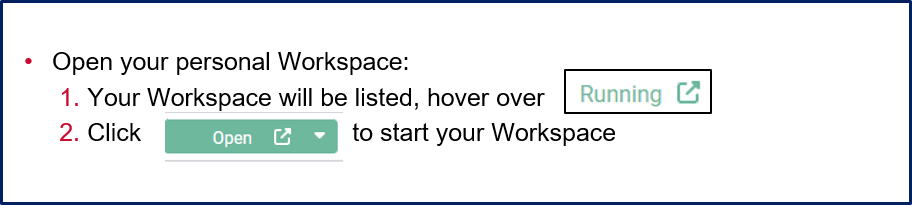 • Open your personal Workspace:
1. Your Workspace will be listed, hover over Running
2. Click Open to start your Workspace